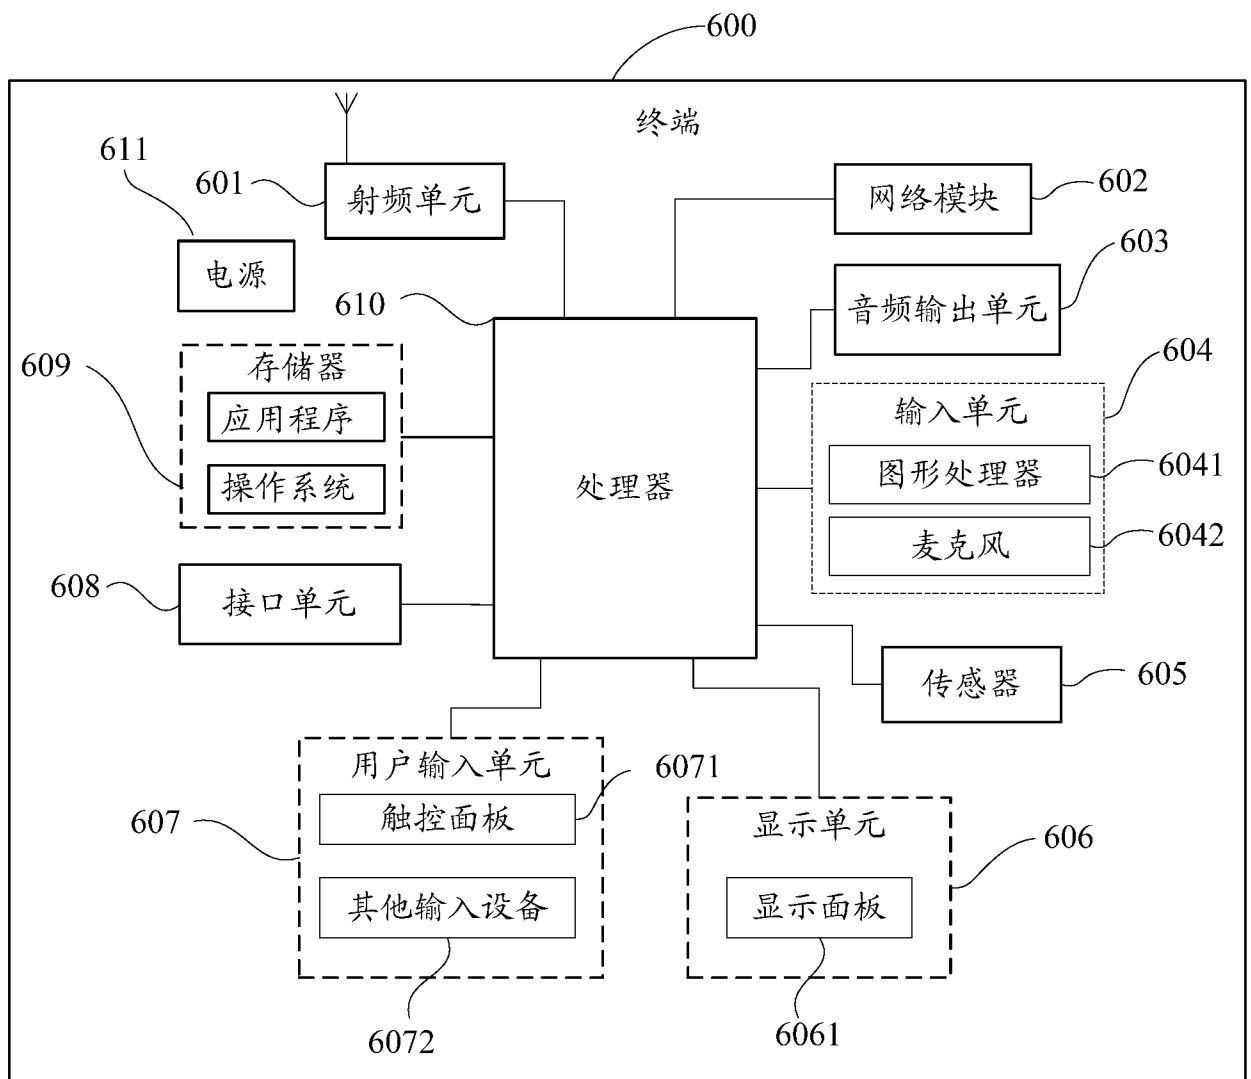 600
终端
611
601
射频单元
网络模块
602
电源
610
音频输出单元
603
609
存储器
应用程序
操作系统
处理器
604
输入单元
图形处理器
6041
麦克风
6042
608
接口单元
传感器
605
607
用户输入单元
6071
触控面板
其他输入设备
6072
显示单元
606
显示面板
6061